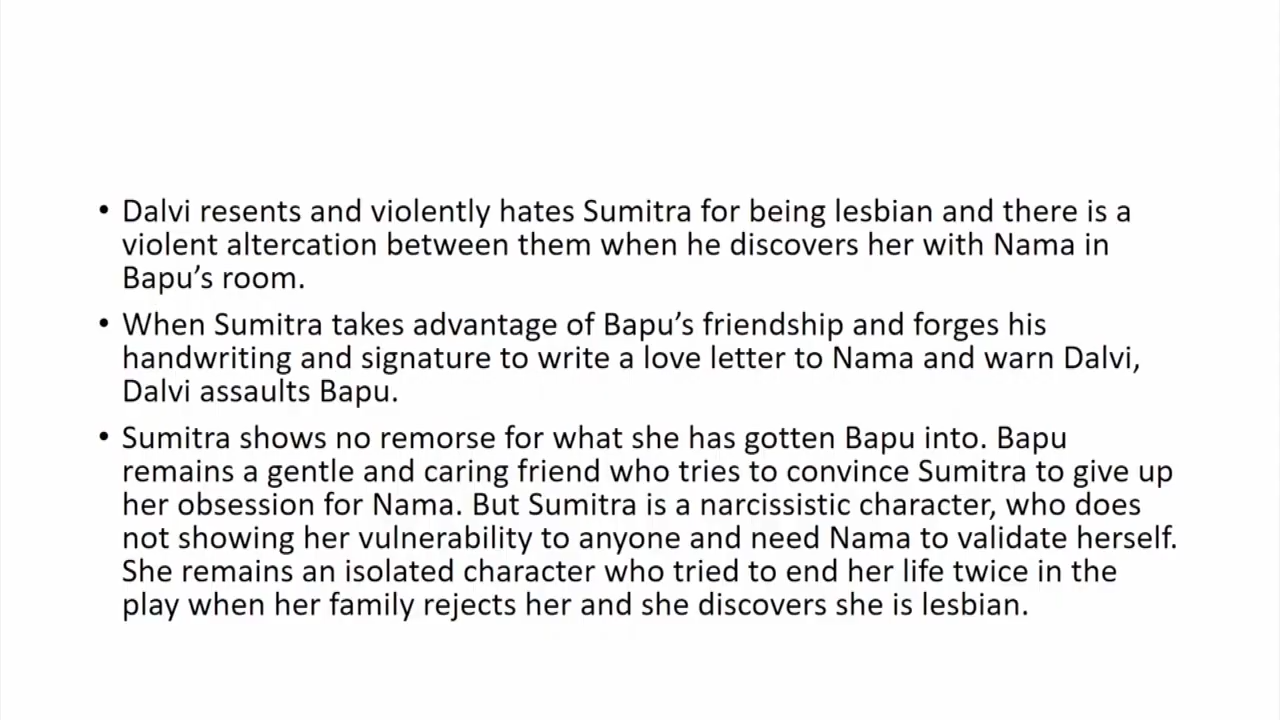 • Dalvi resents and violently hates Sumitra for being lesbian and there is a
violent altercation between them when he discovers her with Nama in
Bapu’s room.
• When Sumitra takes advantage of Bapu’s friendship and forges his
handwriting and signature to write a love letter to Nama and warn Dalvi,
Dalvi assaults Bapu.
• Sumitra shows no remorse for what she has gotten Bapu into. Bapu
remains a gentle and caring friend who tries to convince Sumitra to give up
her obsession for Nama. But Sumitra is a narcissistic character, who does
not showing her vulnerability to anyone and need Nama to validate herself.
She remains an isolated character who tried to end her life twice in the
play when her family rejects her and she discovers she is lesbian.